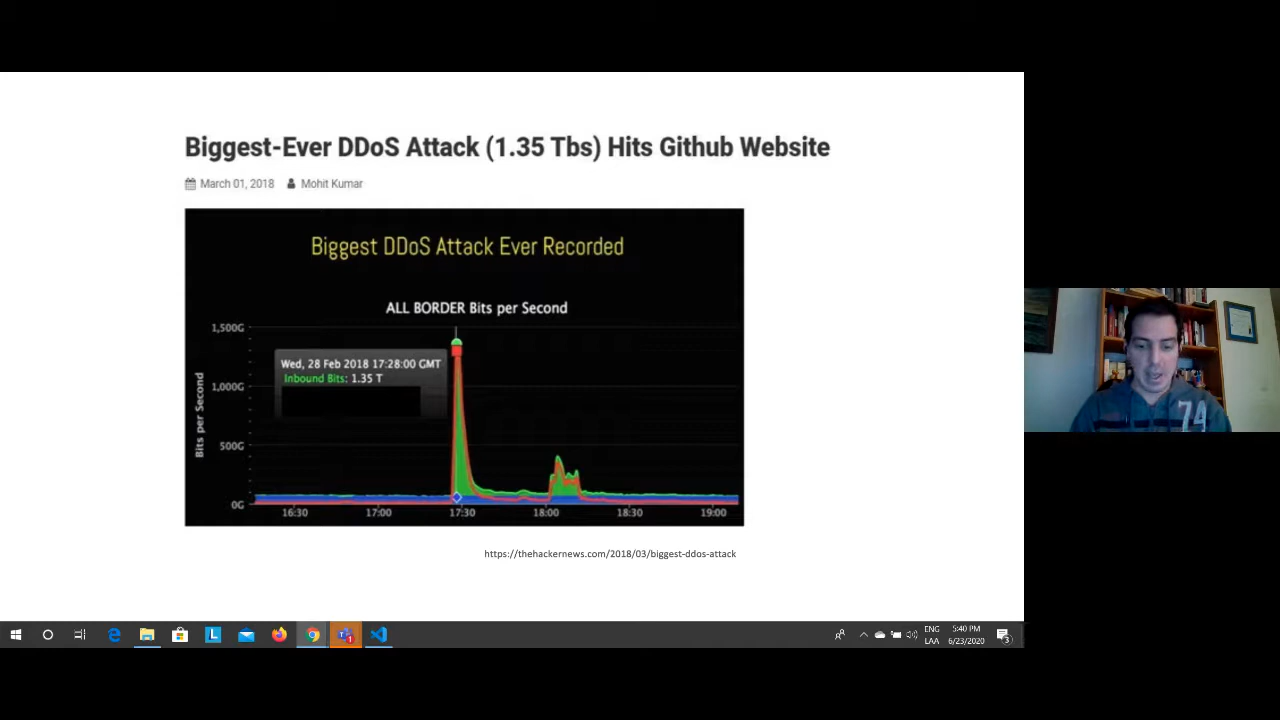 Biggest-Ever DDoS Attack (1.35 Tbs) Hits Github Website
March 01, 2018 Mohit Kumar
Biggest DDoS Attack Ever Recorded
ALL BORDER Bits per Second
Bits per Second
1,500G
1,000G
500G
0G
Wed, 28 Feb 2018 17:28:00 GMT
Inbound Bits: 1.35 T
16:30 17:00 17:30 18:00 18:30 19:00
https://thehackernews.com/2018/03/biggest-ddos-attack
74
ENG
LAA
5:40 PM
6/23/2020
3